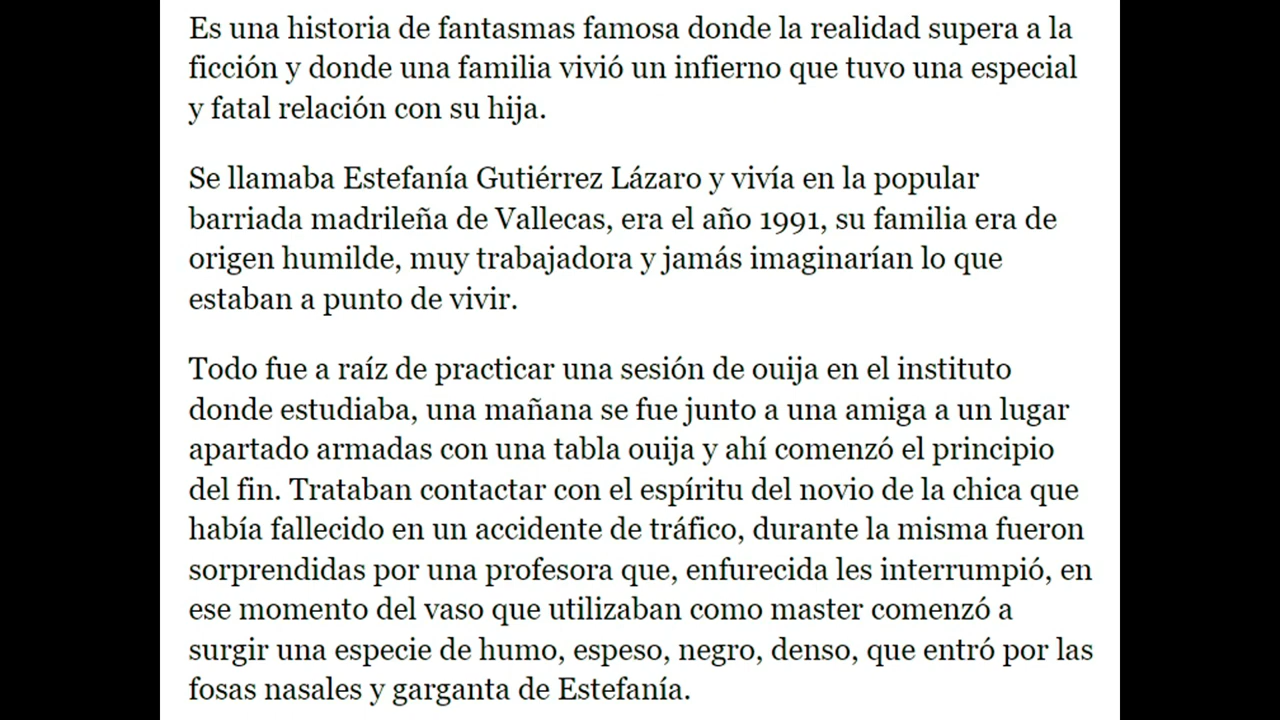 Es una historia de fantasmas famosa donde la realidad supera a la
ficción y donde una familia vivió un infierno que tuvo una especial
y fatal relación con su hija.
Se llamaba Estefanía Gutiérrez Lázaro y vivía en la popular
barriada madrileña de Vallecas, era el año 1991, su familia era de
origen humilde, muy trabajadora y jamás imaginarían lo que
estaban a punto de vivir.
Todo fue a raíz de practicar una sesión de ouija en el instituto
donde estudiaba, una mañana se fue junto a una amiga a un lugar
apartado armadas con una tabla ouija y ahí comenzó el principio
del fin. Trataban contactar con el espíritu del novio de la chica que
había fallecido en un accidente de tráfico, durante la misma fueron
sorprendidas por una profesora que, enfurecida les interrumpió, en
ese momento del vaso que utilizaban como master comenzó a
surgir una especie de humo, espeso, negro, denso, que entró por las
fosas nasales y garganta de Estefanía.